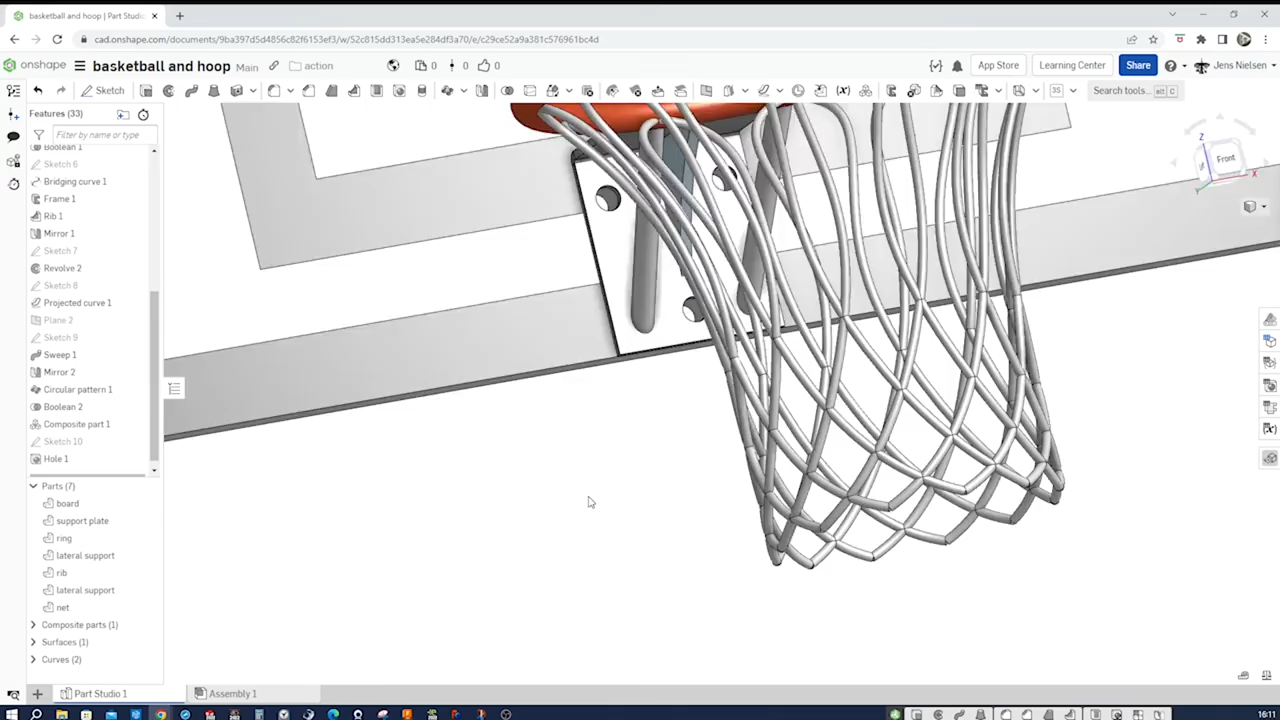 basketball and hoop | Part Studi
cad.onshape.com/documents/9ba397d5d4856c82f6153ef3/w/52c815dd313ea5e284df3a70/e/c29ce52a9a381c576961bc4d
onshape
basketball and hoop Main
action
0
0
0
App Store
Learning Center
Share
Jens Nielsen
Sketch
Search tools...
alt C
Features (33)
Filter by name or type
Boolean 1
Sketch 6
Bridging curve 1
Frame 1
Rib 1
Mirror 1
Sketch 7
Revolve 2
Sketch 8
Projected curve 1
Plane 2
Sketch 9
Sweep 1
Mirror 2
Circular pattern 1
Boolean 2
Composite part 1
Sketch 10
Hole 1
Parts (7)
board
support plate
ring
lateral support
rib
lateral support
net
Composite parts (1)
Surfaces (1)
Curves (2)
Z
Front
X
Part Studio 1
Assembly 1
16:11